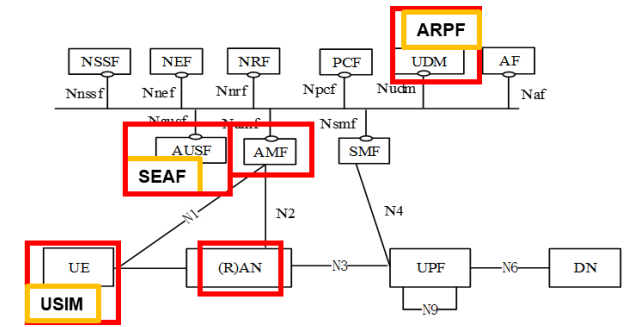 ARPF
NSSF NEF NRF PCF UDM AF
Nnssf Nnef Nnrf Npcf Nudm Naf
Nausf Namf Nsmf
AUSF AMF SMF
SEAF
N1 N2 N4
UE (R)AN N3 UPF N6 DN
USIM N9